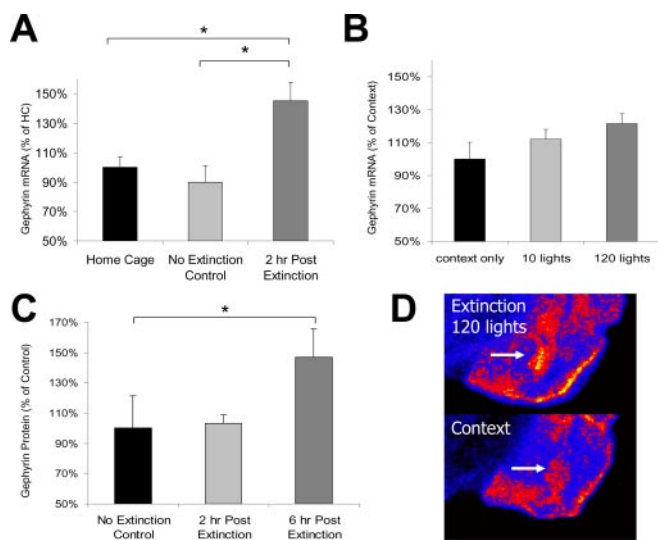 A
*
*
Gephyrin mRNA (% of HC)
150%
130%
110%
90%
70%
50%
Home Cage
No Extinction
Control
2 hr Post
Extinction
B
Gephyrin mRNA (% of Context)
150%
130%
110%
90%
70%
50%
context only
10 lights
120 lights
C
*
Gephyrin Protein (% of Control)
170%
150%
130%
110%
90%
70%
50%
No Extinction
Control
2 hr Post
Extinction
6 hr Post
Extinction
D
Extinction
120 lights
Context